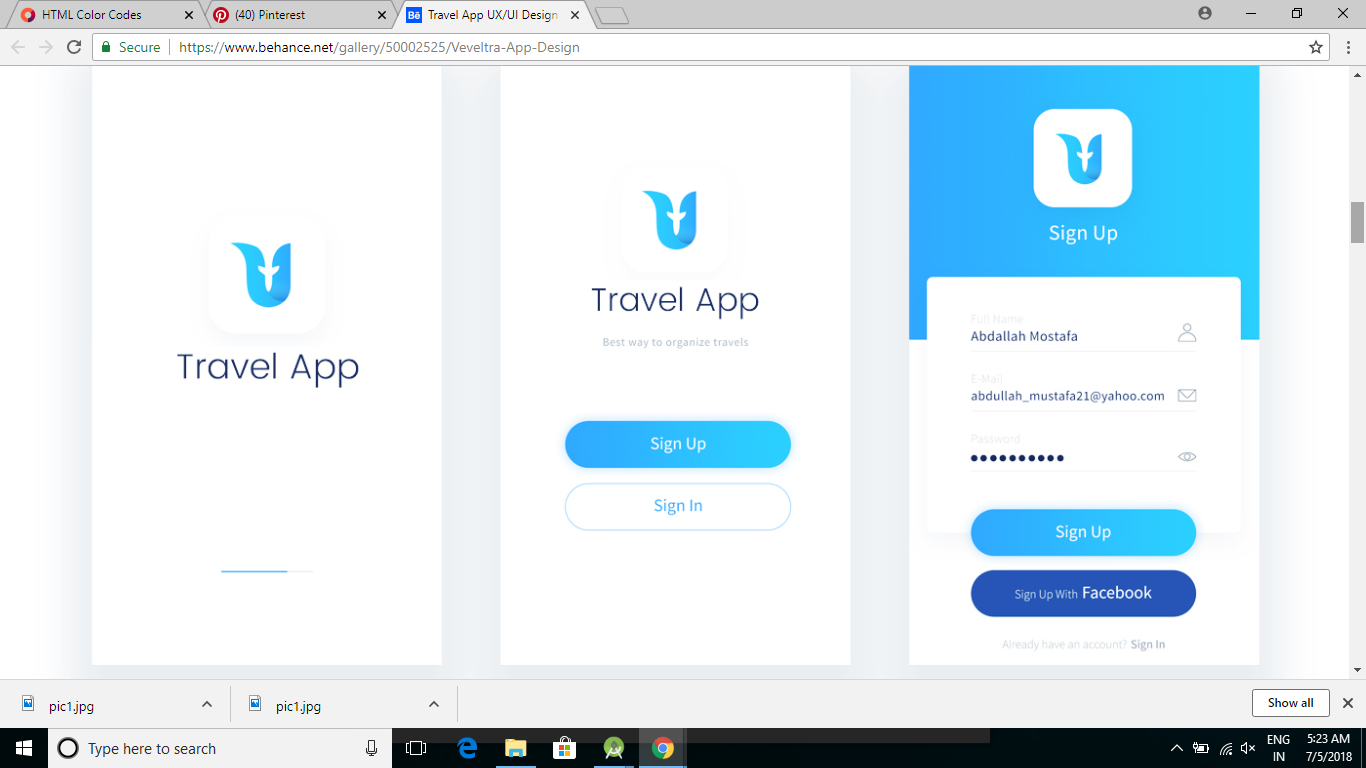 HTML Color Codes
(40) Pinterest
Bē Travel App UX/UI Design
Secure
https://www.behance.net/gallery/50002525/Veveltra-App-Design
Travel App
Travel App
Best way to organize travels
Sign Up
Sign In
Sign Up
Full Name
Abdallah Mostafa
E-Mail
abdullah_mustafa21@yahoo.com
Password
Sign Up
Sign Up With Facebook
Already have an account? Sign In
pic1.jpg
pic1.jpg
Show all
Type here to search
ENG
IN
5:23 AM
7/5/2018